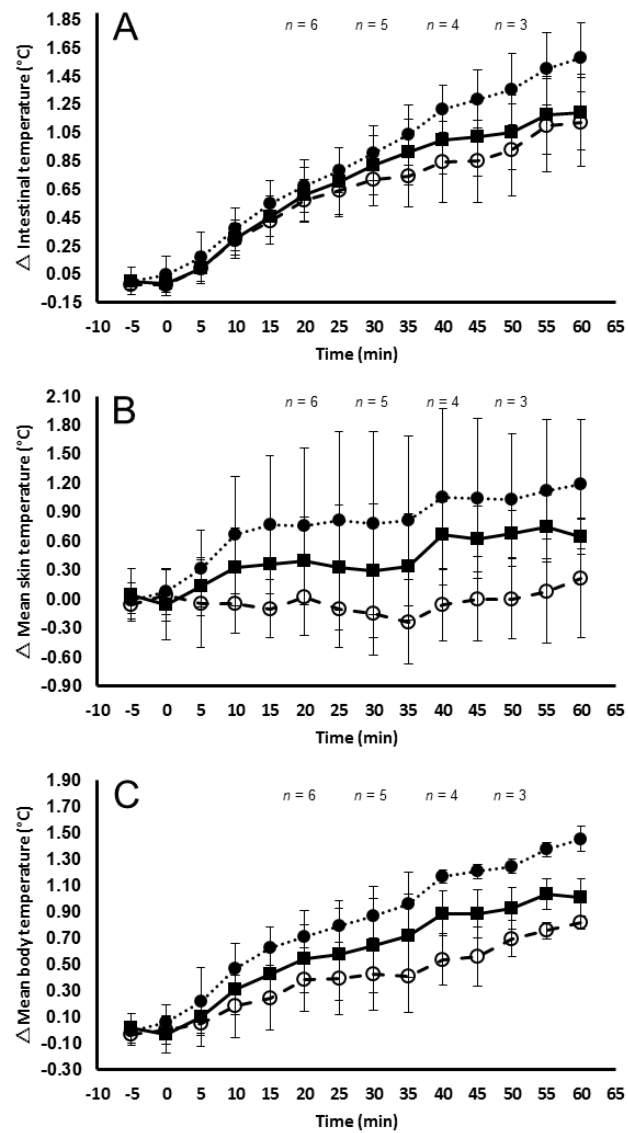 A
n = 6 n = 5 n = 4 n = 3
△ Intestinal temperature (°C)
1.85
1.65
1.45
1.25
1.05
0.85
0.65
0.45
0.25
0.05
-0.15
-10 -5 0 5 10 15 20 25 30 35 40 45 50 55 60 65
Time (min)
B
n = 6 n = 5 n = 4 n = 3
△ Mean skin temperature (°C)
2.10
1.80
1.50
1.20
0.90
0.60
0.30
0.00
-0.30
-0.60
-0.90
-10 -5 0 5 10 15 20 25 30 35 40 45 50 55 60 65
Time (min)
C
n = 6 n = 5 n = 4 n = 3
△ Mean body temperature (°C)
1.90
1.70
1.50
1.30
1.10
0.90
0.70
0.50
0.30
0.10
-0.10
-0.30
-10 -5 0 5 10 15 20 25 30 35 40 45 50 55 60 65
Time (min)